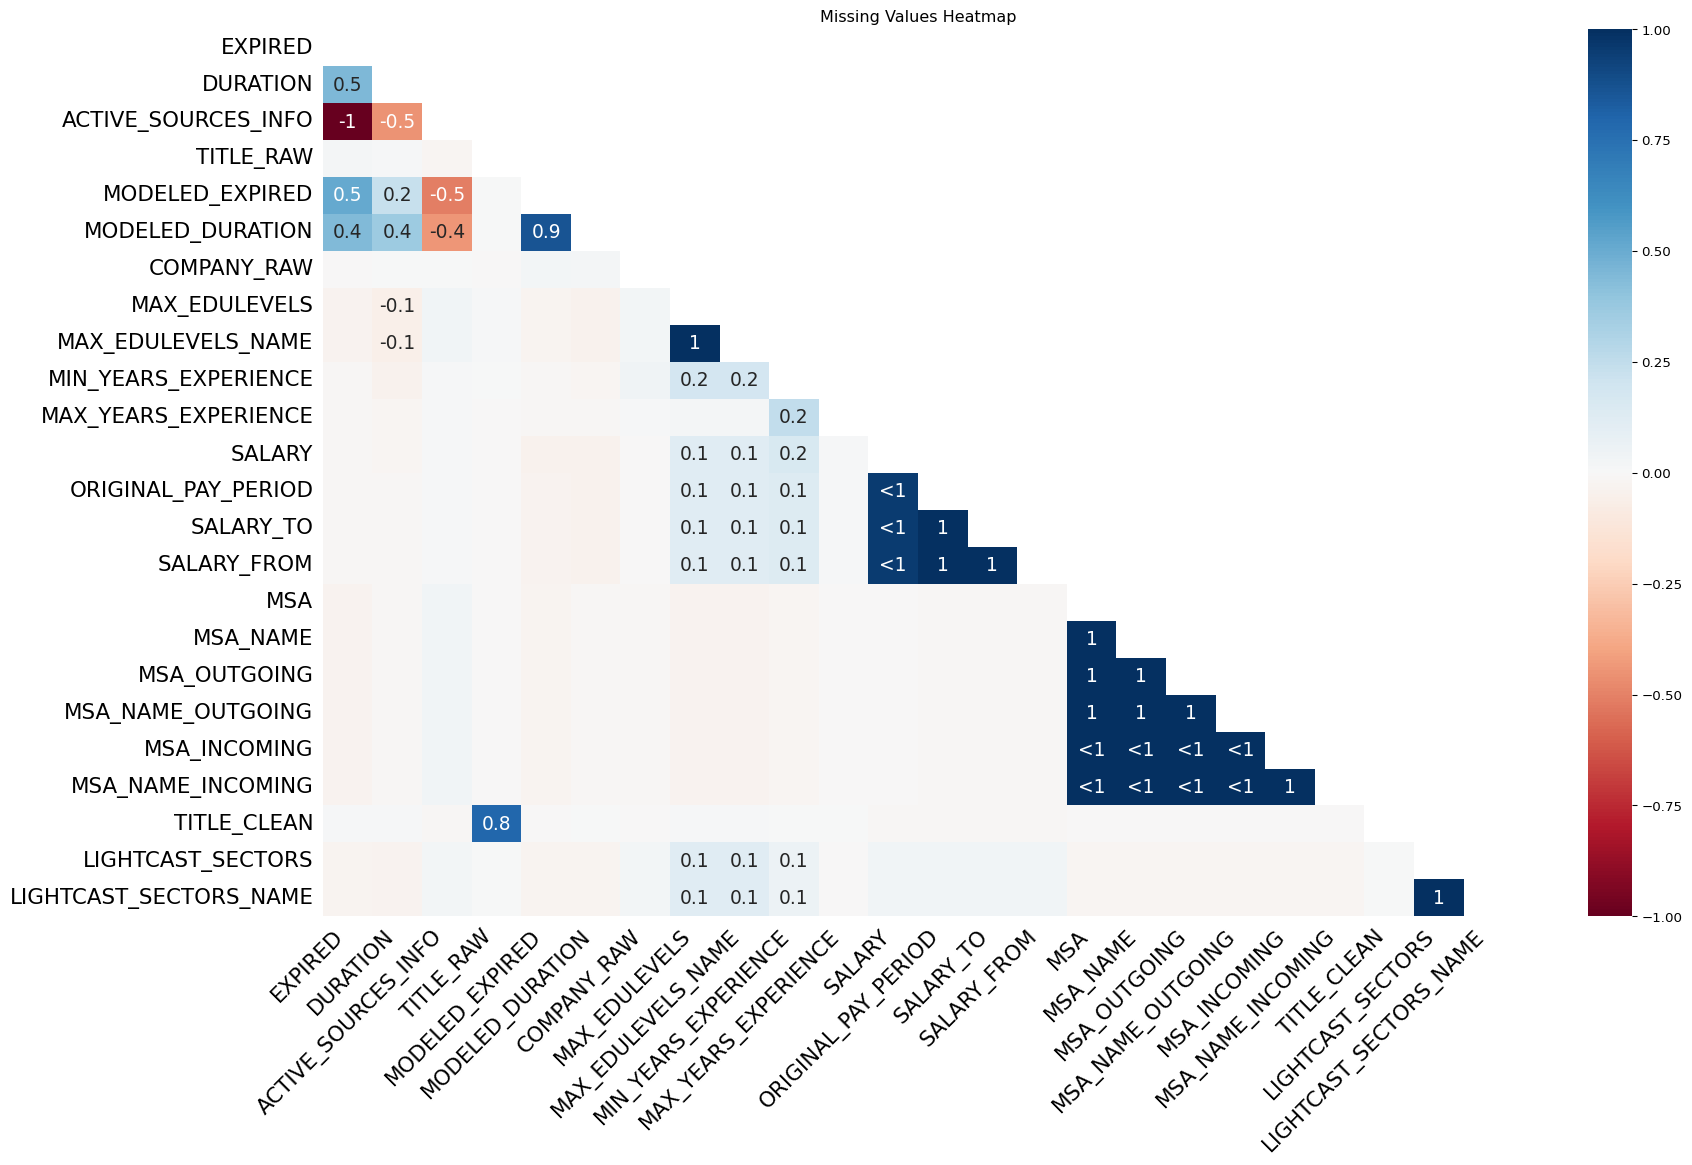 Missing Values Heatmap
EXPIRED
DURATION 0.5
ACTIVE_SOURCES_INFO -1 -0.5
TITLE_RAW
MODELED_EXPIRED 0.5 0.2 -0.5
MODELED_DURATION 0.4 0.4 -0.4 0.9
COMPANY_RAW
MAX_EDULEVELS -0.1
MAX_EDULEVELS_NAME -0.1 1
MIN_YEARS_EXPERIENCE 0.2 0.2
MAX_YEARS_EXPERIENCE 0.2
SALARY 0.1 0.1 0.2
ORIGINAL_PAY_PERIOD 0.1 0.1 0.1 <1
SALARY_TO 0.1 0.1 0.1 <1 1
SALARY_FROM 0.1 0.1 0.1 <1 1 1
MSA
MSA_NAME 1
MSA_OUTGOING 1 1
MSA_NAME_OUTGOING 1 1 1
MSA_INCOMING <1 <1 <1 <1
MSA_NAME_INCOMING <1 <1 <1 <1 1
TITLE_CLEAN 0.8
LIGHTCAST_SECTORS 0.1 0.1 0.1
LIGHTCAST_SECTORS_NAME 0.1 0.1 0.1 1
EXPIRED
DURATION
ACTIVE_SOURCES_INFO
TITLE_RAW
MODELED_EXPIRED
MODELED_DURATION
COMPANY_RAW
MAX_EDULEVELS
MAX_EDULEVELS_NAME
MIN_YEARS_EXPERIENCE
MAX_YEARS_EXPERIENCE
SALARY
ORIGINAL_PAY_PERIOD
SALARY_TO
SALARY_FROM
MSA
MSA_NAME
MSA_OUTGOING
MSA_NAME_OUTGOING
MSA_INCOMING
MSA_NAME_INCOMING
TITLE_CLEAN
LIGHTCAST_SECTORS
LIGHTCAST_SECTORS_NAME
1.00
0.75
0.50
0.25
0.00
−0.25
−0.50
−0.75
−1.00